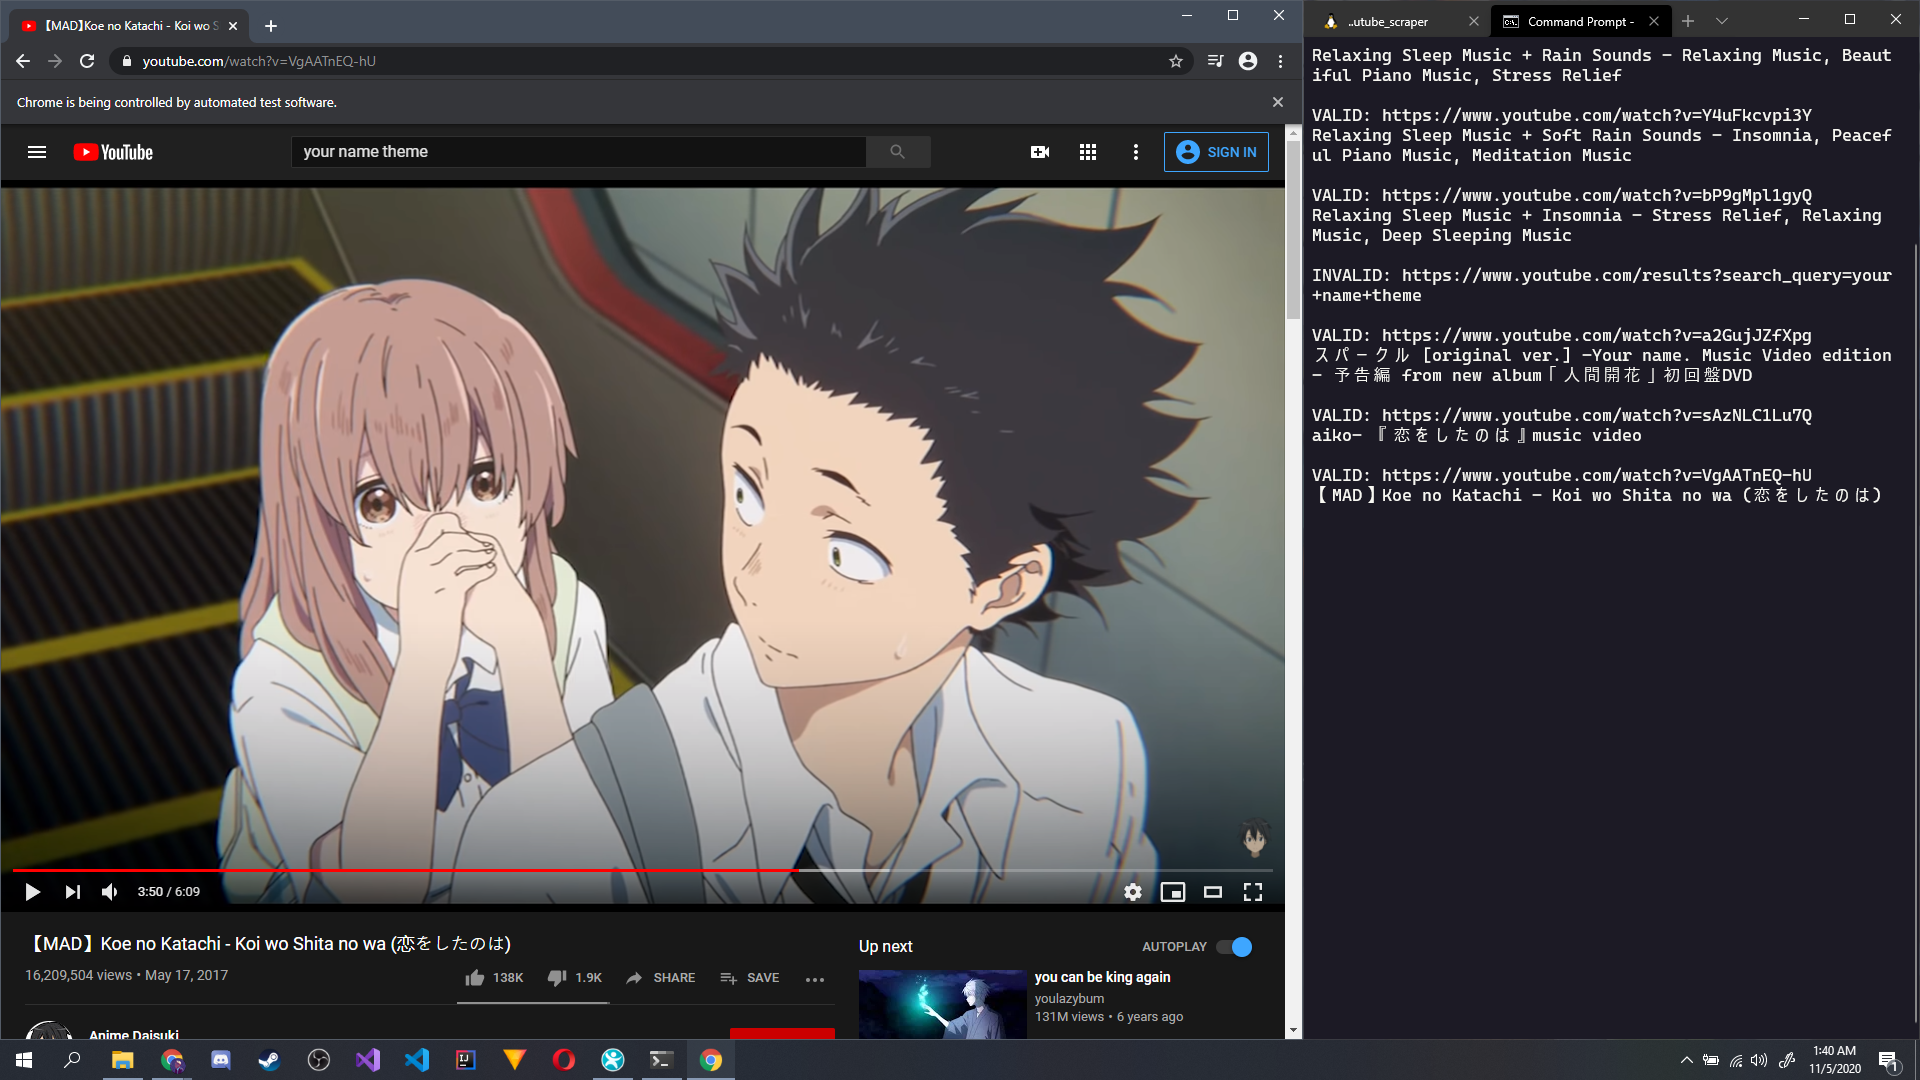 【MAD】Koe no Katachi - Koi wo S
youtube.com/watch?v=VgAATnEQ-hU
Chrome is being controlled by automated test software.
YouTube
your name theme
SIGN IN
3:50 / 6:09
【MAD】Koe no Katachi - Koi wo Shita no wa (恋をしたのは)
16,209,504 views • May 17, 2017
138K
1.9K
SHARE
SAVE
Anime Daisuki
Up next
AUTOPLAY
you can be king again
youlazybum
131M views • 6 years ago
..utube_scraper
Command Prompt -
Relaxing Sleep Music + Rain Sounds - Relaxing Music, Beaut
iful Piano Music, Stress Relief
VALID: https://www.youtube.com/watch?v=Y4uFkcvpi3Y
Relaxing Sleep Music + Soft Rain Sounds - Insomnia, Peacef
ul Piano Music, Meditation Music
VALID: https://www.youtube.com/watch?v=bP9gMpl1gyQ
Relaxing Sleep Music + Insomnia - Stress Relief, Relaxing
Music, Deep Sleeping Music
INVALID: https://www.youtube.com/results?search_query=your
+name+theme
VALID: https://www.youtube.com/watch?v=a2GujJZfXpg
スパークル [original ver.] -Your name. Music Video edition
- 予告編 from new album「人間開花」初回盤DVD
VALID: https://www.youtube.com/watch?v=sAzNLC1Lu7Q
aiko- 『恋をしたのは』music video
VALID: https://www.youtube.com/watch?v=VgAATnEQ-hU
【MAD】Koe no Katachi - Koi wo Shita no wa (恋をしたのは)
1:40 AM
11/5/2020
1